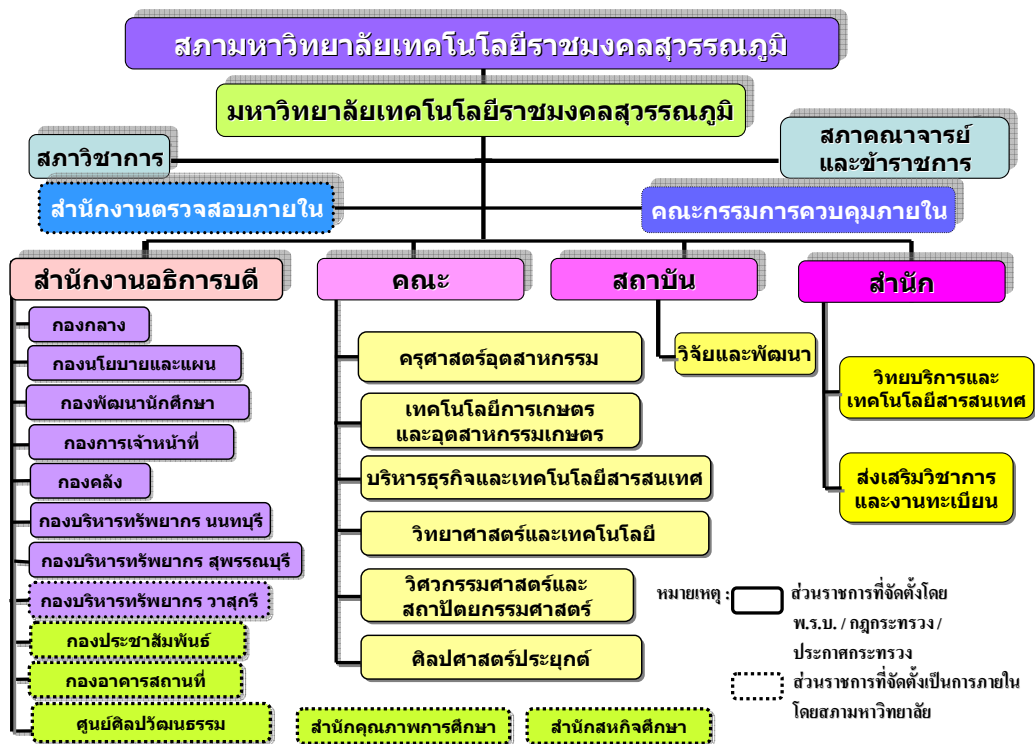 สภามหาวิทยาลัยเทคโนโลยีราชมงคลสุวรรณภูมิ
มหาวิทยาลัยเทคโนโลยีราชมงคลสุวรรณภูมิ
สภาวิชาการ
สภาคณาจารย์
และข้าราชการ
สำนักงานตรวจสอบภายใน
คณะกรรมการควบคุมภายใน
สำนักงานอธิการบดี
กองกลาง
กองนโยบายและแผน
กองพัฒนานักศึกษา
กองการเจ้าหน้าที่
กองคลัง
กองบริหารทรัพยากร นนทบุรี
กองบริหารทรัพยากร สุพรรณบุรี
กองบริหารทรัพยากร วาสุกรี
กองประชาสัมพันธ์
กองอาคารสถานที่
ศูนย์ศิลปวัฒนธรรม
คณะ
ครุศาสตร์อุตสาหกรรม
เทคโนโลยีการเกษตร
และอุตสาหกรรมเกษตร
บริหารธุรกิจและเทคโนโลยีสารสนเทศ
วิทยาศาสตร์และเทคโนโลยี
วิศวกรรมศาสตร์และ
สถาปัตยกรรมศาสตร์
ศิลปศาสตร์ประยุกต์
สำนักคุณภาพการศึกษา
สำนักสหกิจศึกษา
สถาบัน
วิจัยและพัฒนา
สำนัก
วิทยบริการและ
เทคโนโลยีสารสนเทศ
ส่งเสริมวิชาการ
และงานทะเบียน
หมายเหตุ :
ส่วนราชการที่จัดตั้งโดย
พ.ร.บ. / กฎกระทรวง /
ประกาศกระทรวง
ส่วนราชการที่จัดตั้งเป็นการภายใน
โดยสภามหาวิทยาลัย